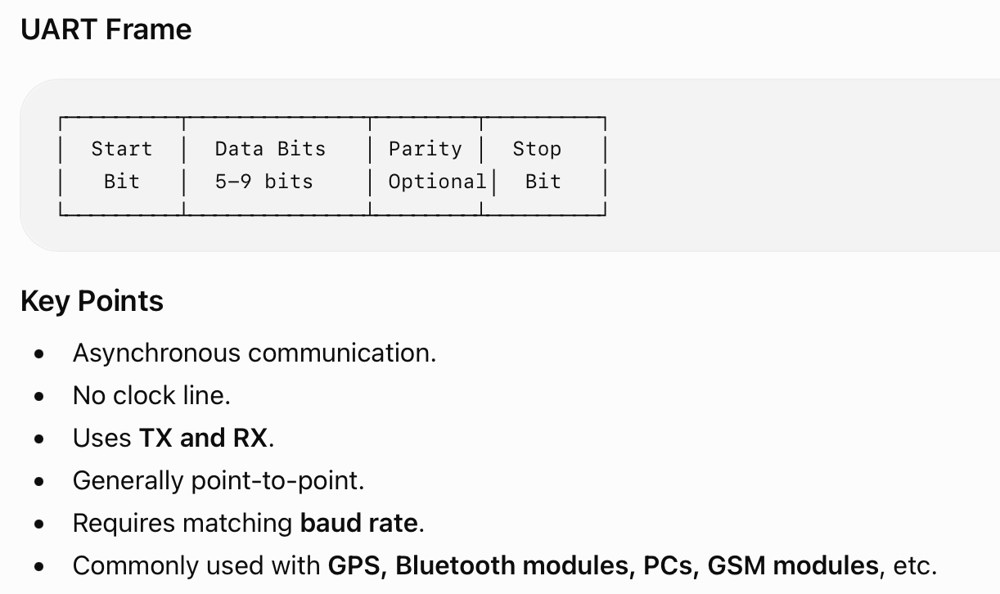 UART Frame
Start Data Bits Parity Stop
Bit 5–9 bits Optional Bit
Key Points
• Asynchronous communication.
• No clock line.
• Uses TX and RX.
• Generally point-to-point.
• Requires matching baud rate.
• Commonly used with GPS, Bluetooth modules, PCs, GSM modules, etc.